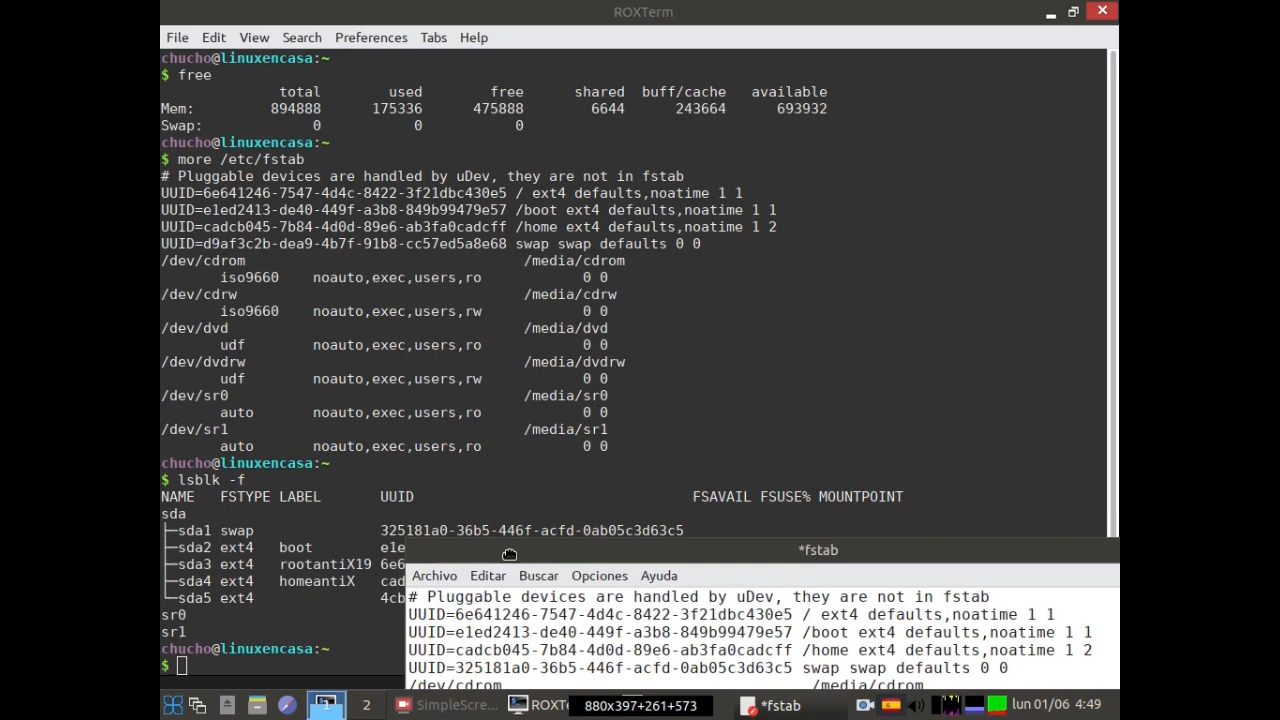 ROXTerm
File Edit View Search Preferences Tabs Help
chucho@linuxencasa:~
$ free
total used free shared buff/cache available
Mem: 894888 175336 475888 6644 243664 693932
Swap: 0 0 0
chucho@linuxencasa:~
$ more /etc/fstab
# Pluggable devices are handled by uDev, they are not in fstab
UUID=6e641246-7547-4d4c-8422-3f21dbc430e5 / ext4 defaults,noatime 1 1
UUID=e1ed2413-de40-449f-a3b8-849b99479e57 /boot ext4 defaults,noatime 1 1
UUID=cadcb045-7b84-4d0d-89e6-ab3fa0cadcff /home ext4 defaults,noatime 1 2
UUID=d9af3c2b-dea9-4b7f-91b8-cc57ed5a8e68 swap swap defaults 0 0
/dev/cdrom /media/cdrom
iso9660 noauto,exec,users,ro 0 0
/dev/cdrw /media/cdrw
iso9660 noauto,exec,users,rw 0 0
/dev/dvd /media/dvd
udf noauto,exec,users,ro 0 0
/dev/dvdrw /media/dvdrw
udf noauto,exec,users,rw 0 0
/dev/sr0 /media/sr0
auto noauto,exec,users,ro 0 0
/dev/sr1 /media/sr1
auto noauto,exec,users,ro 0 0
chucho@linuxencasa:~
$ lsblk -f
NAME FSTYPE LABEL UUID FSAVAIL FSUSE% MOUNTPOINT
sda
├─sda1 swap 325181a0-36b5-446f-acfd-0ab05c3d63c5
├─sda2 ext4 boot e1e
├─sda3 ext4 rootantiX19 6e6
├─sda4 ext4 homeantiX cad
└─sda5 ext4 4cb
sr0
sr1
chucho@linuxencasa:~
$
*fstab
Archivo Editar Buscar Opciones Ayuda
# Pluggable devices are handled by uDev, they are not in fstab
UUID=6e641246-7547-4d4c-8422-3f21dbc430e5 / ext4 defaults,noatime 1 1
UUID=e1ed2413-de40-449f-a3b8-849b99479e57 /boot ext4 defaults,noatime 1 1
UUID=cadcb045-7b84-4d0d-89e6-ab3fa0cadcff /home ext4 defaults,noatime 1 2
UUID=325181a0-36b5-446f-acfd-0ab05c3d63c5 swap swap defaults 0 0
/dev/cdrom /media/cdrom
1 2 SimpleScre... ROXTe 880x397+261+573 *fstab lun 01/06 4:49